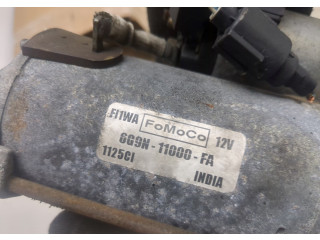 FITWA FoMoCo 12V
6G9N-11000-FA
1125CI
INDIA